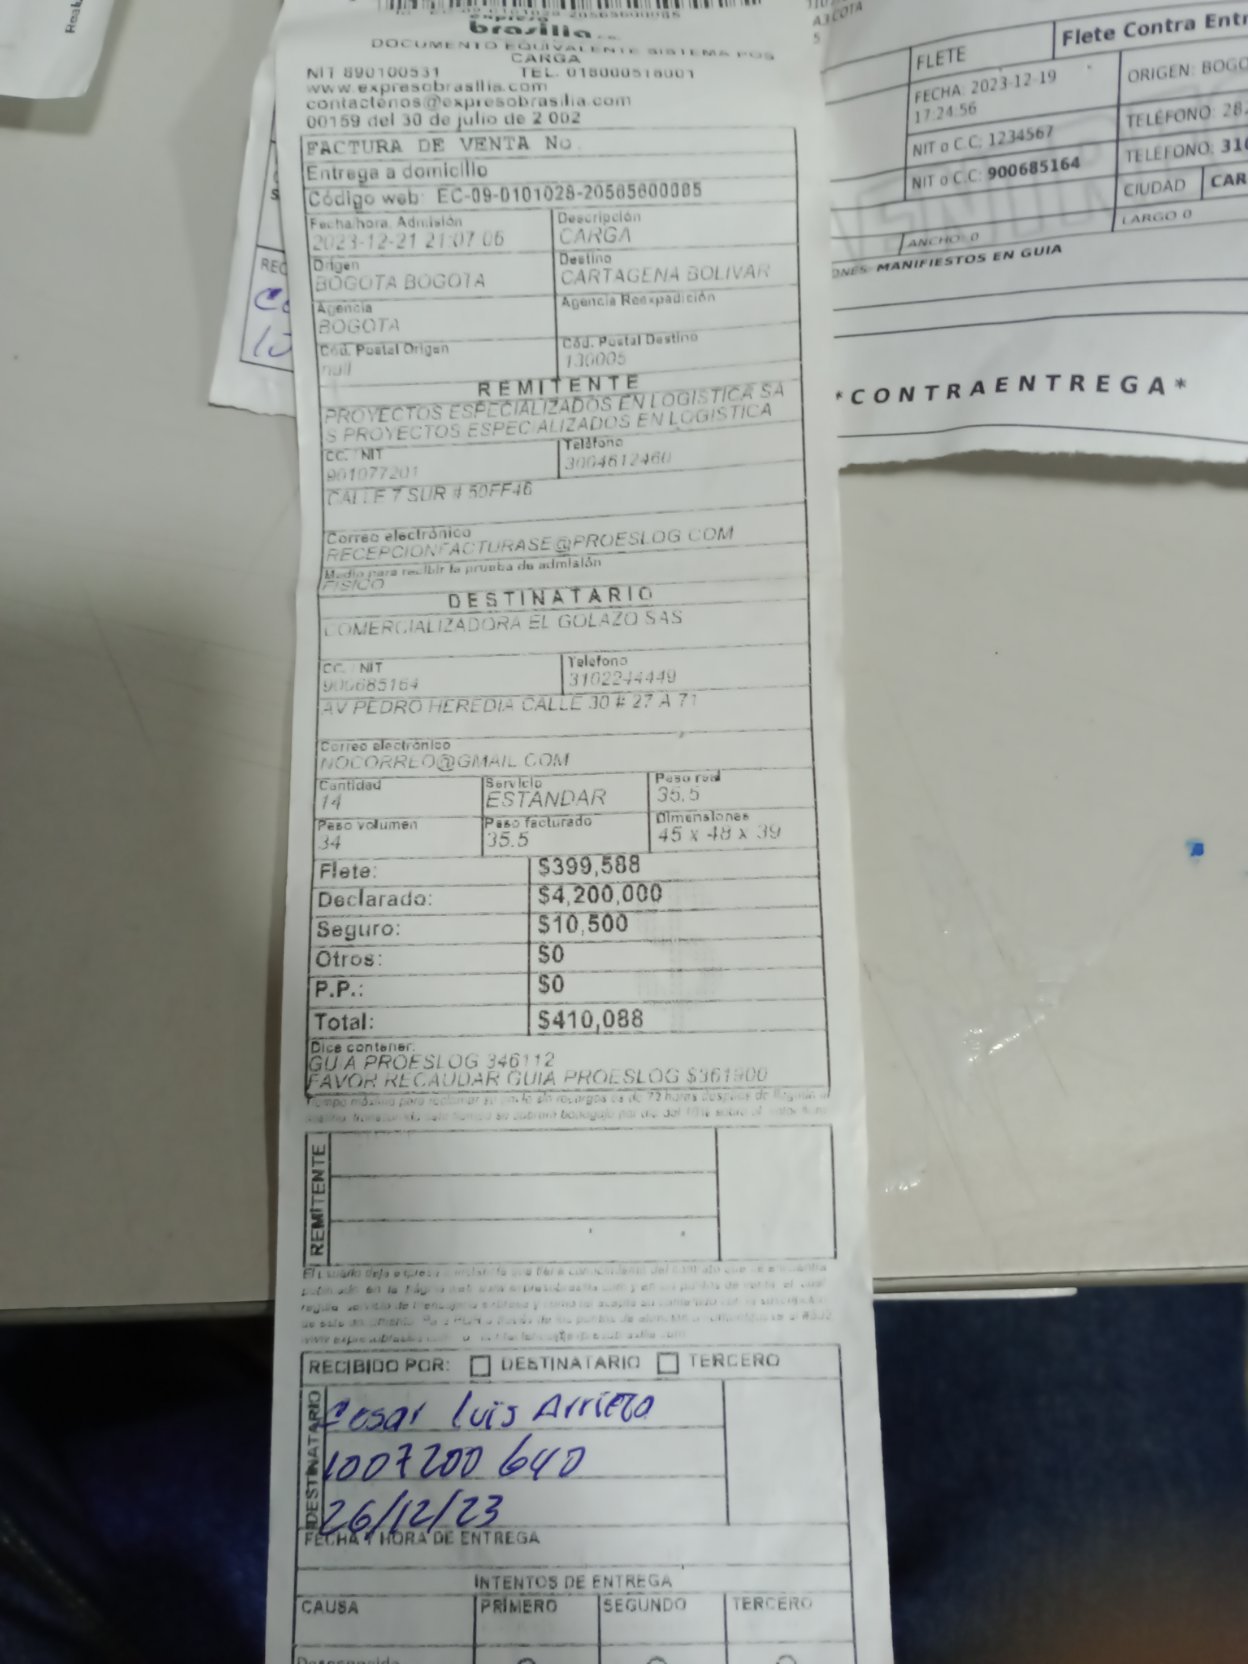 expreso
brasilia
DOCUMENTO EQUIVALENTE SISTEMA POS
CARGA
NIT 890100531 TEL. 018000518001
www.expresobrasilia.com
contactenos@expresobrasilia.com
00159 del 30 de julio de 2 002
FACTURA DE VENTA No.
Entrega a domicilio
Código web: EC-09-0101028-20565600085
Fecha/hora Admisión
2023-12-21 21:07:06
Descripción
CARGA
Origen
BOGOTA BOGOTA
Destino
CARTAGENA BOLIVAR
Agencia
BOGOTA
Agencia Reexpedición
Cód. Postal Origen
null
Cód. Postal Destino
130005
REMITENTE
PROYECTOS ESPECIALIZADOS EN LOGISTICA SA
S PROYECTOS ESPECIALIZADOS EN LOGISTICA
CC. / NIT
901077201
Teléfono
3004612460
CALLE 7 SUR # 50FF46
Correo electrónico
RECEPCIONFACTURASE@PROESLOG.COM
Medio para recibir la prueba de admisión
FISICO
DESTINATARIO
COMERCIALIZADORA EL GOLAZO SAS
CC. / NIT
900685164
Telefono
3102244449
AV PEDRO HEREDIA CALLE 30 # 27 A 71
Correo electrónico
NOCORREO@GMAIL.COM
Cantidad
14
Servicio
ESTANDAR
Peso real
35.5
Peso volumen
34
Peso facturado
35.5
Dimensiones
45 x 48 x 39
Flete: $399,588
Declarado: $4,200,000
Seguro: $10,500
Otros: $0
P.P.: $0
Total: $410,088
Dice contener:
GUIA PROESLOG 346112
FAVOR RECAUDAR GUIA PROESLOG $361900
REMITENTE
RECIBIDO POR: DESTINATARIO TERCERO
DESTINATARIO
Cesar Luis Arrieta
1007200 640
26/12/23
FECHA Y HORA DE ENTREGA
INTENTOS DE ENTREGA
CAUSA PRIMERO SEGUNDO TERCERO
Desconocido
FLETE
Flete Contra Entr
FECHA: 2023-12-19
17:24:56
ORIGEN: BOGO
NIT o C.C: 1234567
TELÉFONO: 28
NIT o C.C: 900685164
TELÉFONO: 310
CIUDAD CAR
ANCHO: 0
LARGO 0
ONES: MANIFIESTOS EN GUIA
*CONTRAENTREGA*